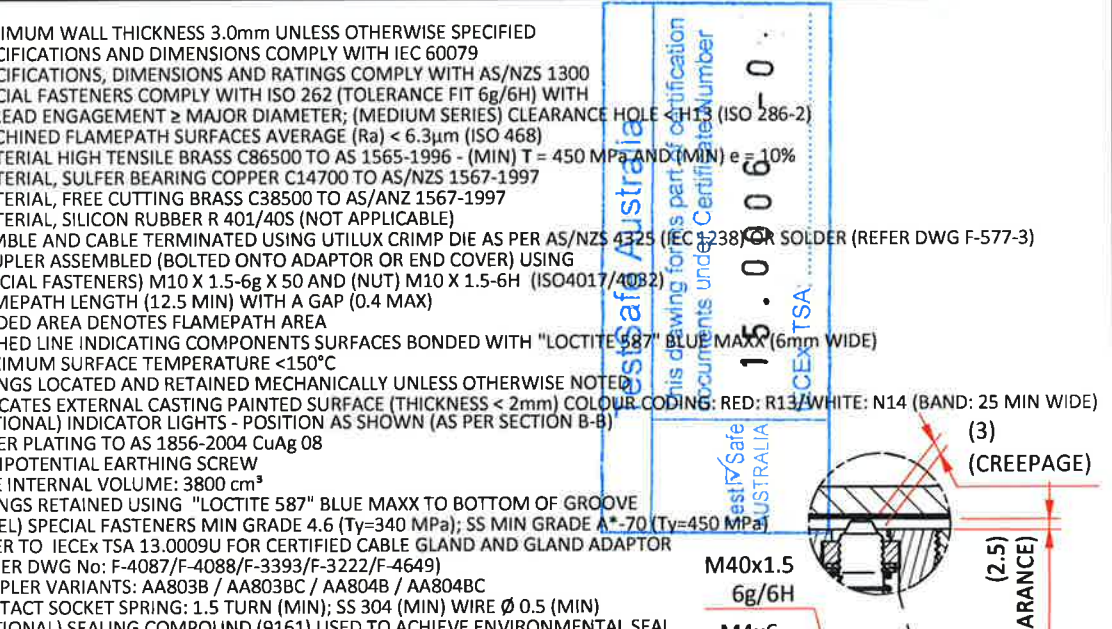 IMUM WALL THICKNESS 3.0mm UNLESS OTHERWISE SPECIFIED
CIFICATIONS AND DIMENSIONS COMPLY WITH IEC 60079
CIFICATIONS, DIMENSIONS AND RATINGS COMPLY WITH AS/NZS 1300
CIAL FASTENERS COMPLY WITH ISO 262 (TOLERANCE FIT 6g/6H) WITH
EAD ENGAGEMENT ≥ MAJOR DIAMETER; (MEDIUM SERIES) CLEARANCE HOLE < H13 (ISO 286-2)
CHINED FLAMEPATH SURFACES AVERAGE (Ra) < 6.3µm (ISO 468)
TERIAL HIGH TENSILE BRASS C86500 TO AS 1565-1996 - (MIN) T = 450 MPa AND (MIN) e = 10%
TERIAL, SULFER BEARING COPPER C14700 TO AS/NZS 1567-1997
TERIAL, FREE CUTTING BRASS C38500 TO AS/ANZ 1567-1997
TERIAL, SILICON RUBBER R 401/40S (NOT APPLICABLE)
MBLE AND CABLE TERMINATED USING UTILUX CRIMP DIE AS PER AS/NZS 4325 (IEC 1238) OR SOLDER (REFER DWG F-577-3)
UPLER ASSEMBLED (BOLTED ONTO ADAPTOR OR END COVER) USING
CIAL FASTENERS) M10 X 1.5-6g X 50 AND (NUT) M10 X 1.5-6H (ISO4017/4032)
MEPATH LENGTH (12.5 MIN) WITH A GAP (0.4 MAX)
DED AREA DENOTES FLAMEPATH AREA
HED LINE INDICATING COMPONENTS SURFACES BONDED WITH "LOCTITE 587" BLUE MAXX (6mm WIDE)
IMUM SURFACE TEMPERATURE <150°C
NGS LOCATED AND RETAINED MECHANICALLY UNLESS OTHERWISE NOTED
ICATES EXTERNAL CASTING PAINTED SURFACE (THICKNESS < 2mm) COLOUR CODING: RED: R13/WHITE: N14 (BAND: 25 MIN WIDE)
TIONAL) INDICATOR LIGHTS - POSITION AS SHOWN (AS PER SECTION B-B)
ER PLATING TO AS 1856-2004 CuAg 08
IPOTENTIAL EARTHING SCREW
E INTERNAL VOLUME: 3800 cm³
NGS RETAINED USING "LOCTITE 587" BLUE MAXX TO BOTTOM OF GROOVE
EL) SPECIAL FASTENERS MIN GRADE 4.6 (Ty=340 MPa); SS MIN GRADE A*-70 (Ty=450 MPa)
ER TO IECEx TSA 13.0009U FOR CERTIFIED CABLE GLAND AND GLAND ADAPTOR
ER DWG No: F-4087/F-4088/F-3393/F-3222/F-4649)
PLER VARIANTS: AA803B / AA803BC / AA804B / AA804BC
TACT SOCKET SPRING: 1.5 TURN (MIN); SS 304 (MIN) WIRE Ø 0.5 (MIN)
TIONAL) SEALING COMPOUND (9161) USED TO ACHIEVE ENVIRONMENTAL SEAL
TestSafe Australia
This drawing forms part of certification
documents under Certificate Number
IECEx TSA: 15.0006 -0
TestSafe
AUSTRALIA
(3)
(CREEPAGE)
(2.5)
ARANCE)
M40x1.5
6g/6H